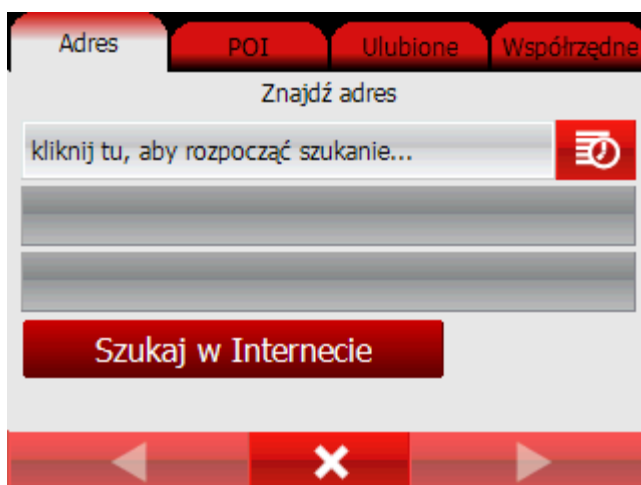 Adres POI Ulubione Współrzędne
Znajdź adres
kliknij tu, aby rozpocząć szukanie...
Szukaj w Internecie